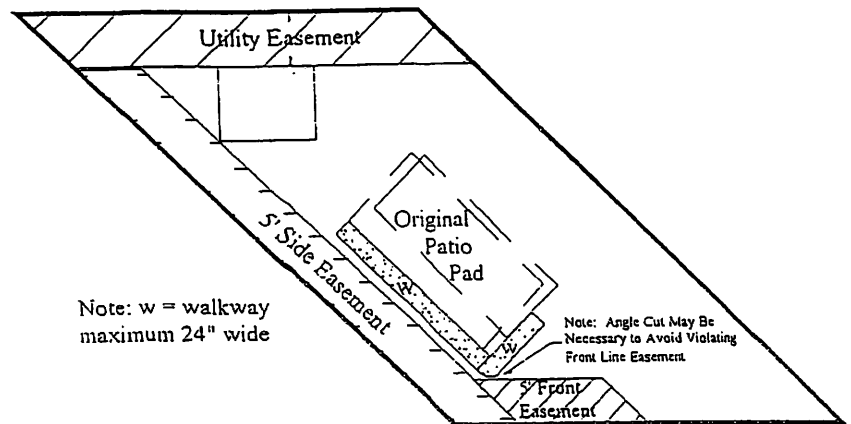 Utility Easement
Original
Patio
Pad
5' Side Easement
W
W
Note: w = walkway
maximum 24" wide
Note: Angle Cut May Be
Necessary to Avoid Violating
Front Line Easement
5' Front
Easement